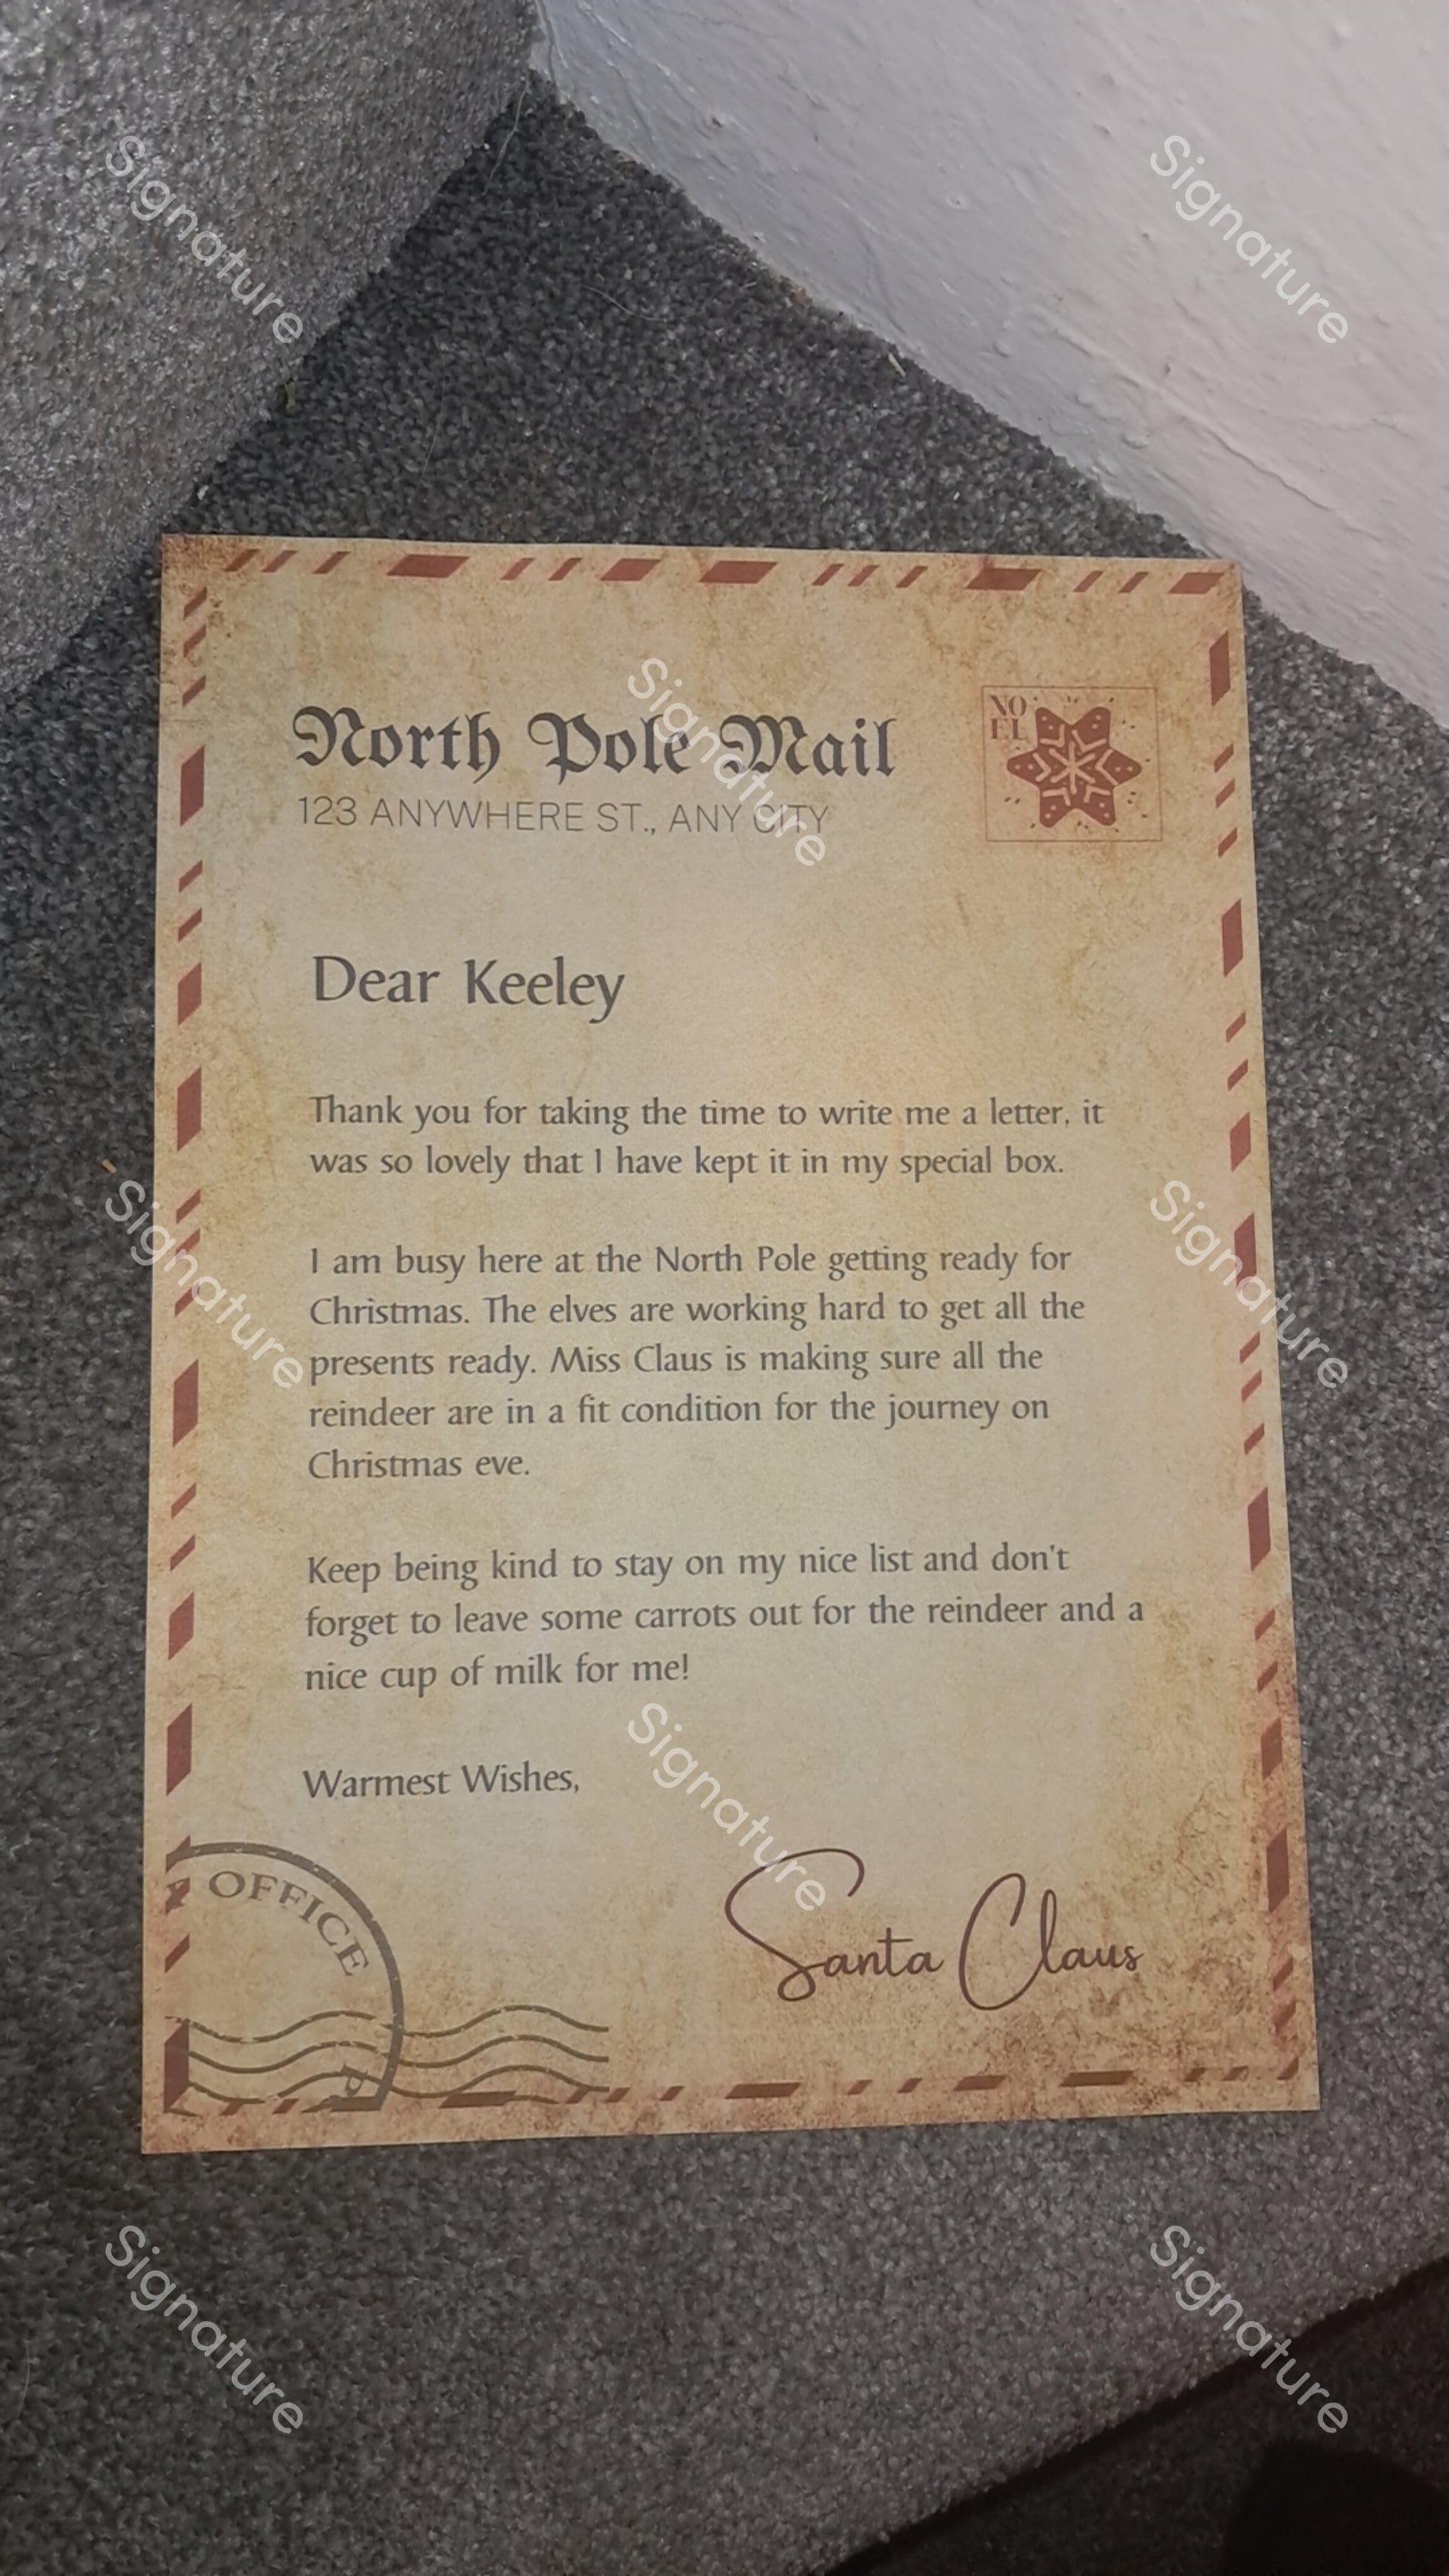 Signature
Signature
North Pole Mail
123 ANYWHERE ST., ANY CITY
NO
EL
Signature
Dear Keeley
Thank you for taking the time to write me a letter, it
was so lovely that I have kept it in my special box.
Signature
Signature
I am busy here at the North Pole getting ready for
Christmas. The elves are working hard to get all the
presents ready. Miss Claus is making sure all the
reindeer are in a fit condition for the journey on
Christmas eve.
Keep being kind to stay on my nice list and don't
forget to leave some carrots out for the reindeer and a
nice cup of milk for me!
Signature
Warmest Wishes,
OFFICE
Santa Claus
Signature
Signature